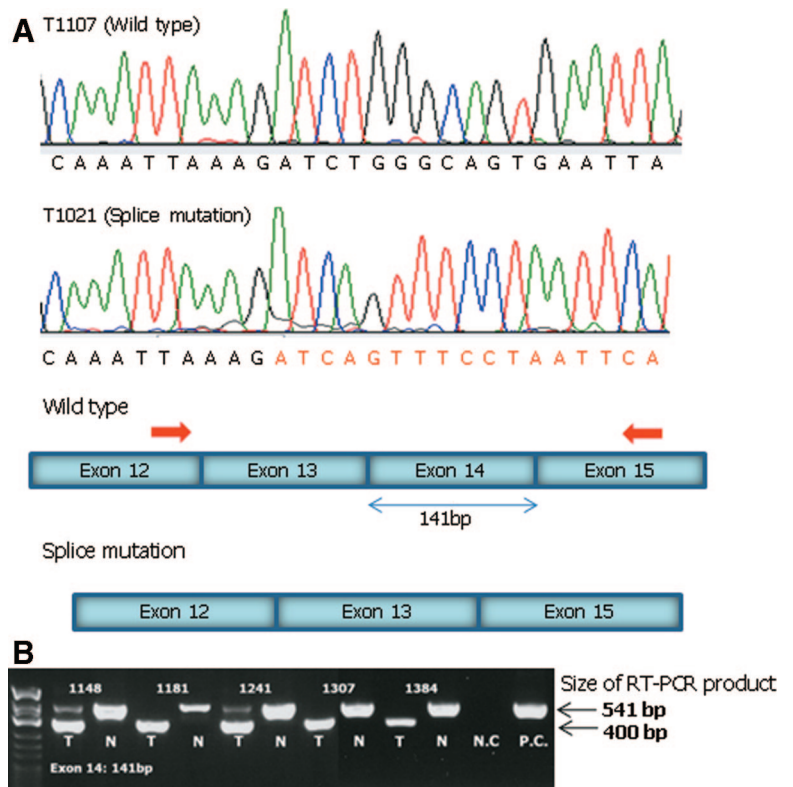 A
T1107 (Wild type)
C A A A T T A A A G A T C T G G G C A G T G A A T T A
T1021 (Splice mutation)
C A A A T T A A A G A T C A G T T T C C T A A T T C A
Wild type
Exon 12 Exon 13 Exon 14 Exon 15
141bp
Splice mutation
Exon 12 Exon 13 Exon 15
B
1148 1181 1241 1307 1384
Size of RT-PCR product
541 bp
400 bp
T N T N T N T N T N N.C P.C.
Exon 14: 141bp